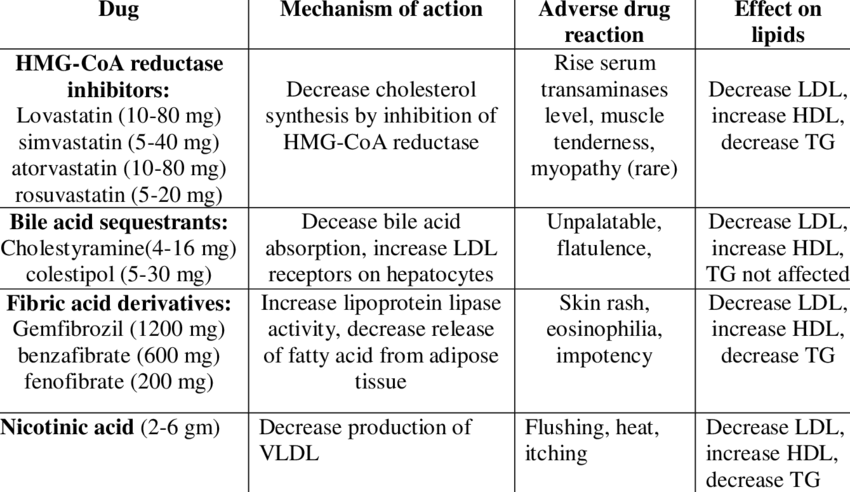 Dug
Mechanism of action
Adverse drug
reaction
Effect on
lipids
HMG-CoA reductase
inhibitors:
Lovastatin (10-80 mg)
simvastatin (5-40 mg)
atorvastatin (10-80 mg)
rosuvastatin (5-20 mg)
Decrease cholesterol
synthesis by inhibition of
HMG-CoA reductase
Rise serum
transaminases
level, muscle
tenderness,
myopathy (rare)
Decrease LDL,
increase HDL,
decrease TG
Bile acid sequestrants:
Cholestyramine(4-16 mg)
colestipol (5-30 mg)
Decease bile acid
absorption, increase LDL
receptors on hepatocytes
Unpalatable,
flatulence,
Decrease LDL,
increase HDL,
TG not affected
Fibric acid derivatives:
Gemfibrozil (1200 mg)
benzafibrate (600 mg)
fenofibrate (200 mg)
Increase lipoprotein lipase
activity, decrease release
of fatty acid from adipose
tissue
Skin rash,
eosinophilia,
impotency
Decrease LDL,
increase HDL,
decrease TG
Nicotinic acid (2-6 gm)
Decrease production of
VLDL
Flushing, heat,
itching
Decrease LDL,
increase HDL,
decrease TG